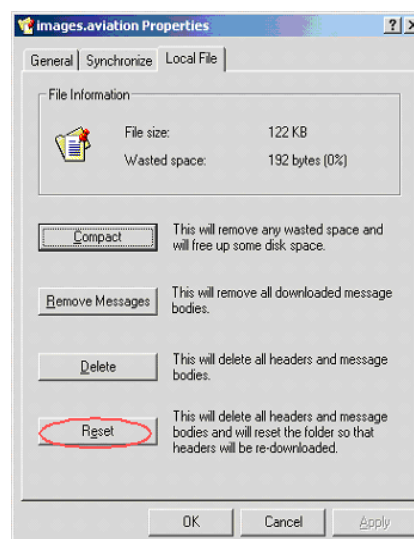 images.aviation Properties
General Synchronize Local File
File Information
File size: 122 KB
Wasted space: 192 bytes (0%)
Compact
This will remove any wasted space and
will free up some disk space.
Remove Messages
This will remove all downloaded message
bodies.
Delete
This will delete all headers and message
bodies.
Reset
This will delete all headers and message
bodies and will reset the folder so that
headers will be re-downloaded.
OK Cancel Apply